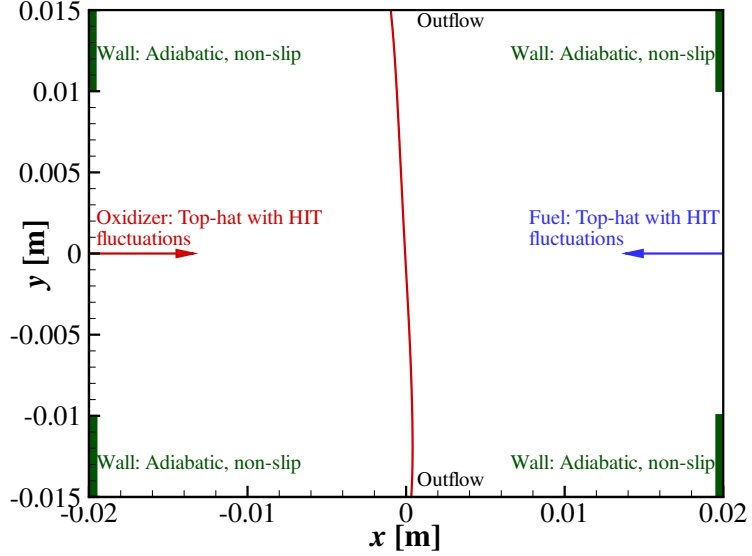 0.015
Outflow
Wall: Adiabatic, non-slip
Wall: Adiabatic, non-slip
0.01
0.005
Oxidizer: Top-hat with HIT
fluctuations
Fuel: Top-hat with HIT
fluctuations
y [m]
0
-0.005
-0.01
Wall: Adiabatic, non-slip
Wall: Adiabatic, non-slip
Outflow
-0.015
-0.02
-0.01
0
0.01
0.02
x [m]